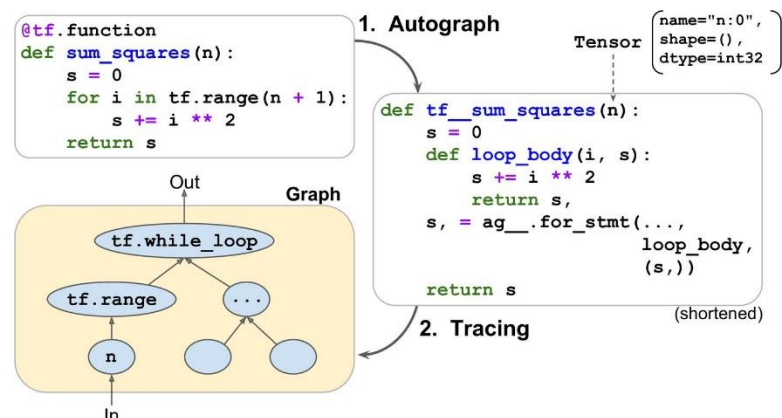 @tf.function
def sum_squares(n):
    s = 0
    for i in tf.range(n + 1):
        s += i ** 2
    return s
1. Autograph
Tensor
name="n:0",
shape=(),
dtype=int32
def tf__sum_squares(n):
    s = 0
    def loop_body(i, s):
        s += i ** 2
        return s,
    s, = ag__.for_stmt(...,
                       loop_body,
                       (s,))
    return s
(shortened)
2. Tracing
Out
Graph
tf.while_loop
tf.range
...
n
In